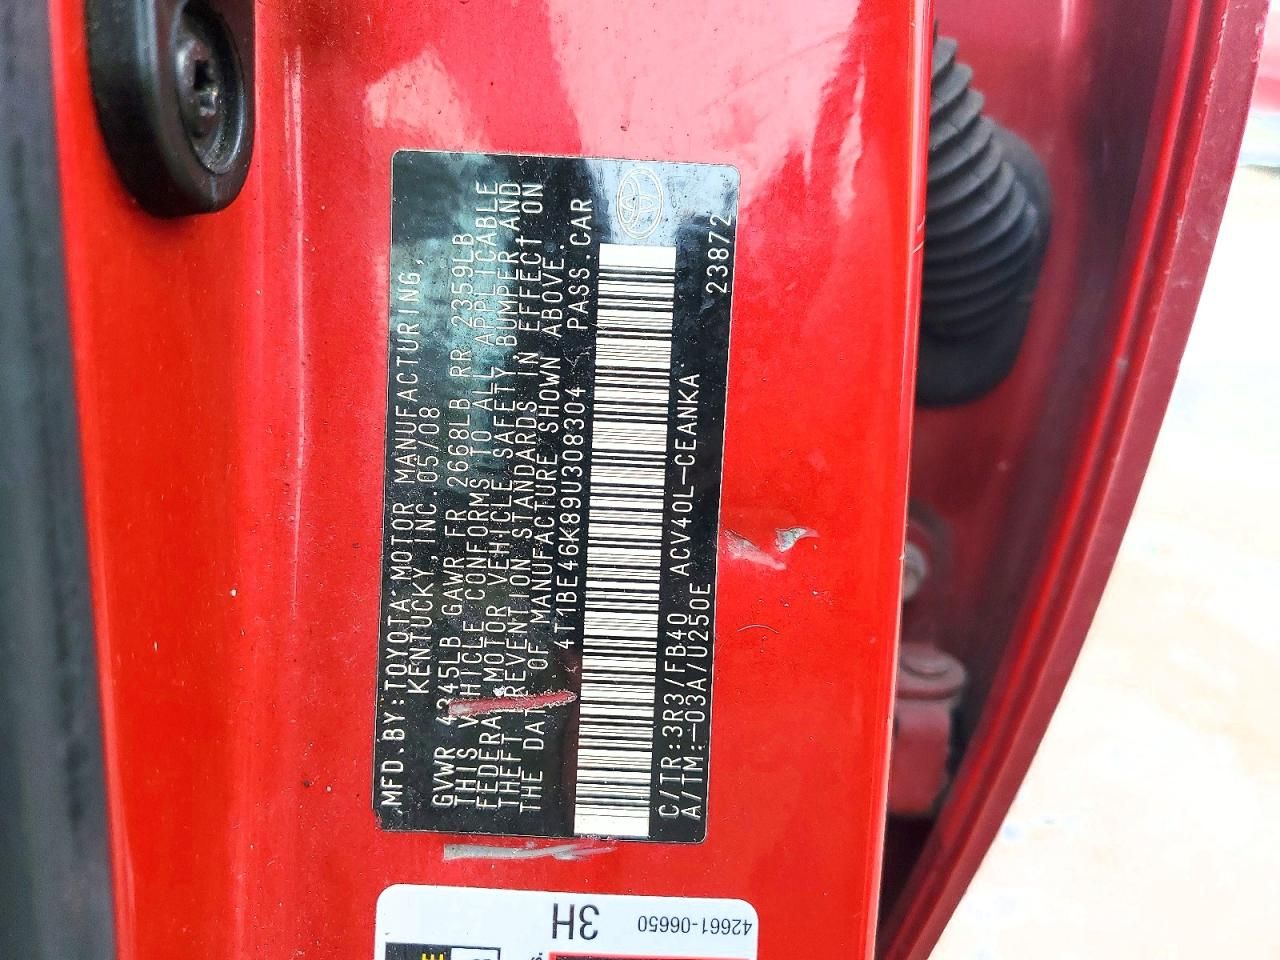 MFD.BY:TOYOTA MOTOR MANUFACTURING,
KENTUCKY, INC. 05/08
GVWR 4345LB GAWR FR 2668LB RR 2359LB
THIS VEHICLE CONFORMS TO ALL APPLICABLE
FEDERAL MOTOR VEHICLE SAFETY, BUMPER, AND
THEFT PREVENTION STANDARDS IN EFFECT ON
THE DATE OF MANUFACTURE SHOWN ABOVE.
4T1BE46K89U308304 PASS.CAR
C/TR:3R3/FB40 ACV40L-CEANKA
A/TM:-03A/U250E 23872
3H
42661-06650